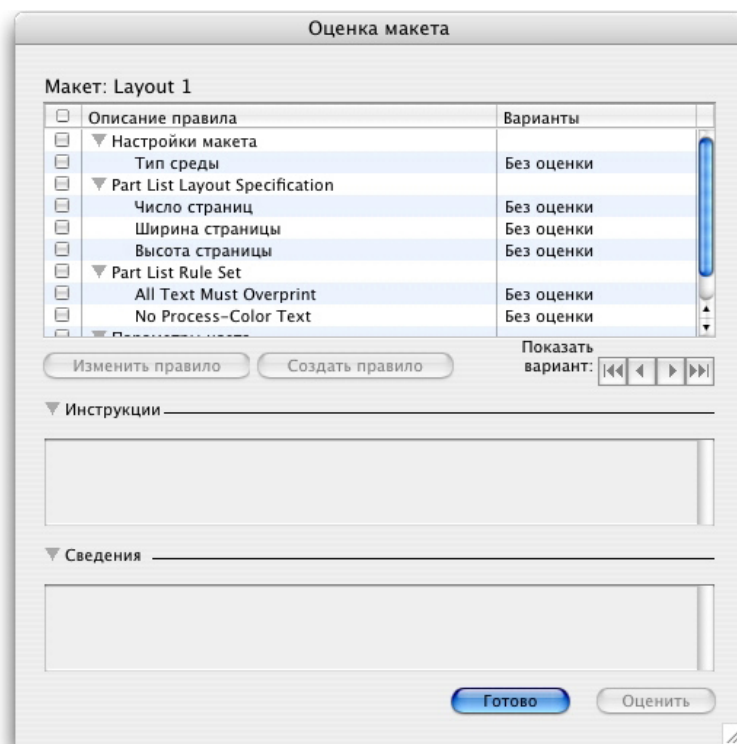 Оценка макета
Макет: Layout 1
Описание правила Варианты
Настройки макета
Тип среды Без оценки
Part List Layout Specification
Число страниц Без оценки
Ширина страницы Без оценки
Высота страницы Без оценки
Part List Rule Set
All Text Must Overprint Без оценки
No Process-Color Text Без оценки
Изменить правило Создать правило Показать вариант:
Инструкции
Сведения
Готово Оценить